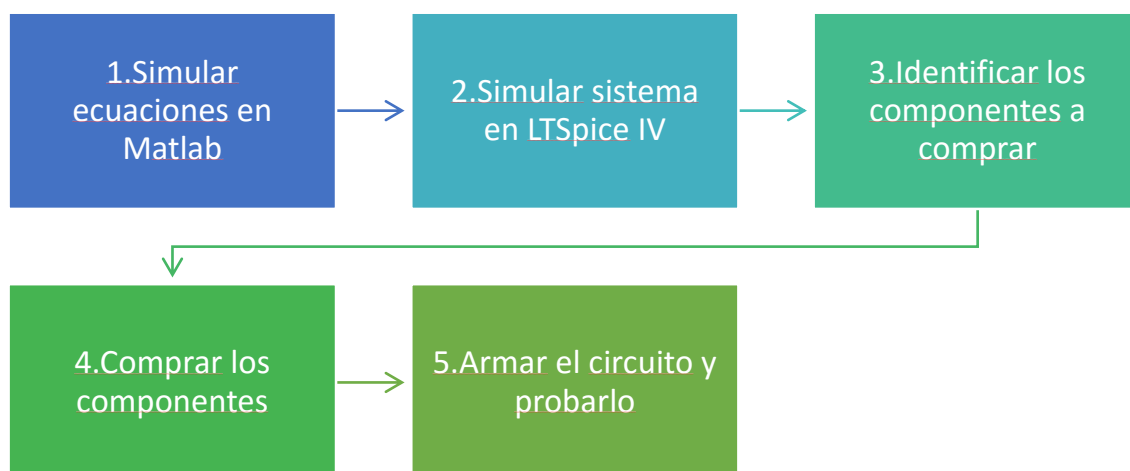 1.Simular
ecuaciones en
Matlab
2.Simular sistema
en LTSpice IV
3.Identificar los
componentes a
comprar
4.Comprar los
componentes
5.Armar el circuito y
probarlo